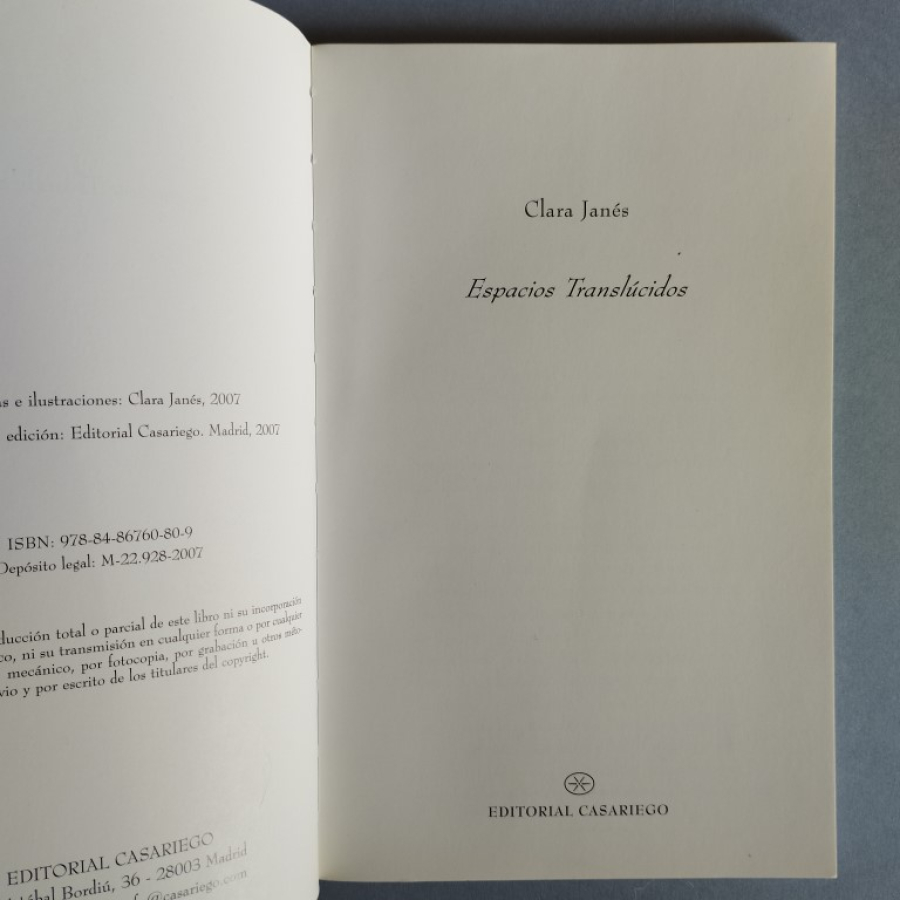 s e ilustraciones: Clara Janés, 2007
edición: Editorial Casariego. Madrid, 2007
ISBN: 978-84-86760-80-9
Depósito legal: M-22.928-2007
ducción total o parcial de este libro ni su incorporación
co, ni su transmisión en cualquier forma o por cualquier
mecánico, por fotocopia, por grabación u otros méto-
vio y por escrito de los titulares del copyright.
EDITORIAL CASARIEGO
tóbal Bordiú, 36 - 28003 Madrid
@casariego.com
Clara Janés
Espacios Translúcidos
EDITORIAL CASARIEGO